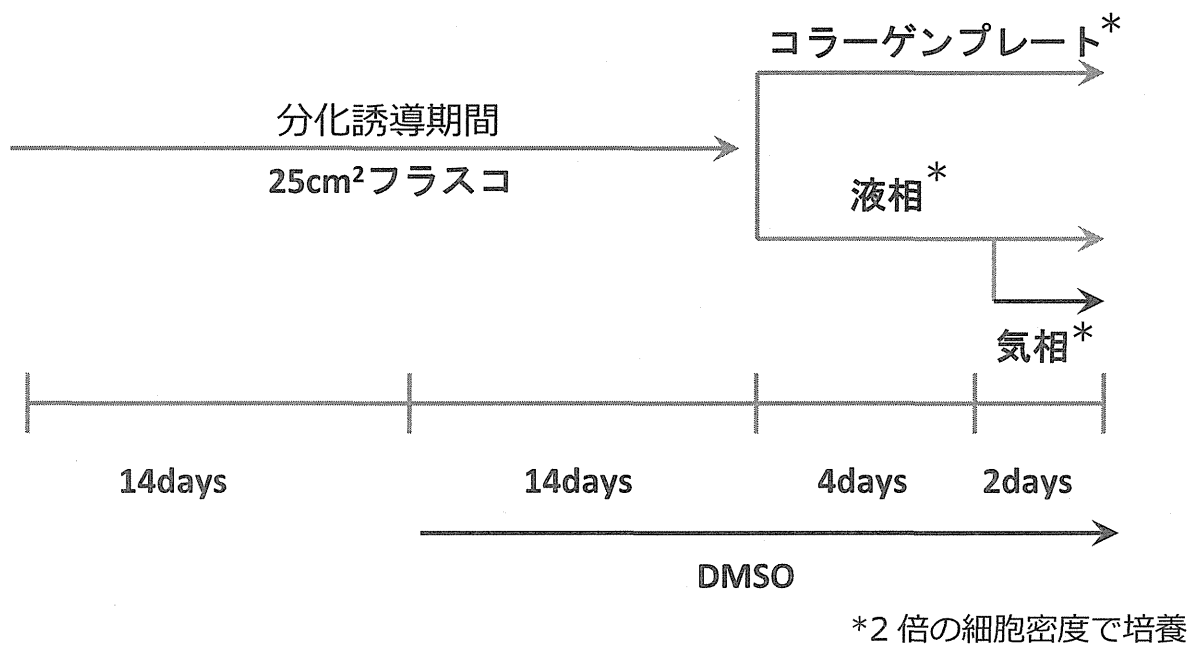 コラーゲンプレート*
分化誘導期間
25cm²フラスコ
液相*
気相*
14days 14days 4days 2days
DMSO
*2 倍の細胞密度で培養